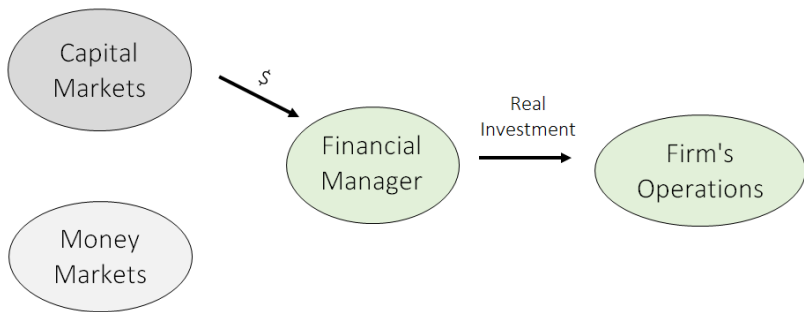 Capital
Markets
$
Financial
Manager
Real
Investment
Firm's
Operations
Money
Markets